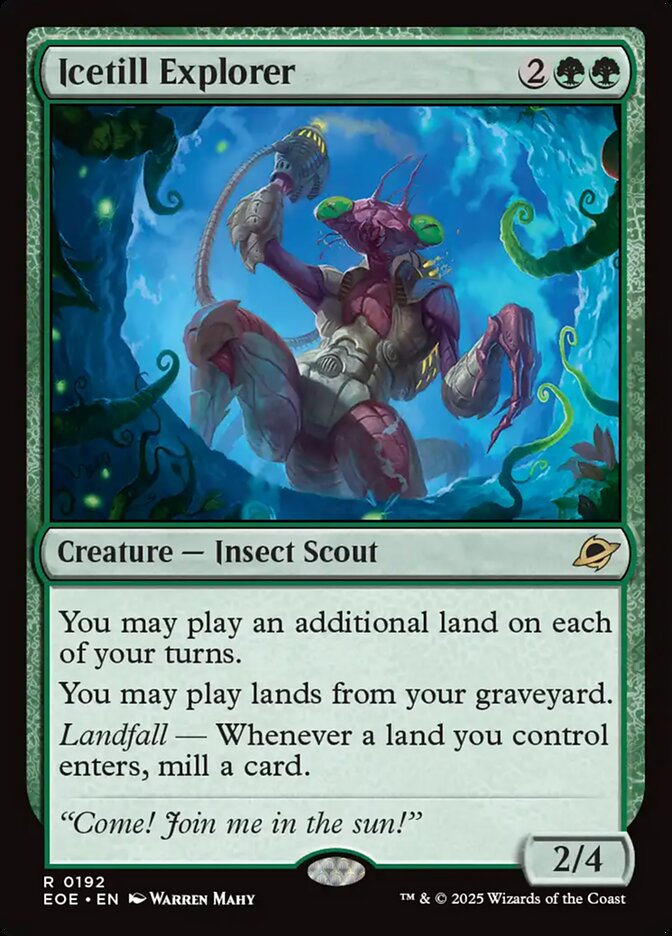 Icetill Explorer 2
Creature — Insect Scout
You may play an additional land on each
of your turns.
You may play lands from your graveyard.
Landfall — Whenever a land you control
enters, mill a card.
“Come! Join me in the sun!”
2/4
R 0192
EOE • EN Warren Mahy
™ & © 2025 Wizards of the Coast